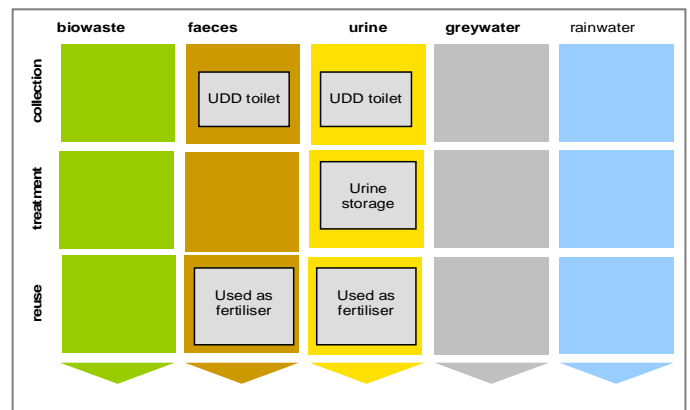 biowaste faeces urine greywater rainwater
collection
UDD toilet UDD toilet
treatment
Urine
storage
reuse
Used as
fertiliser
Used as
fertiliser